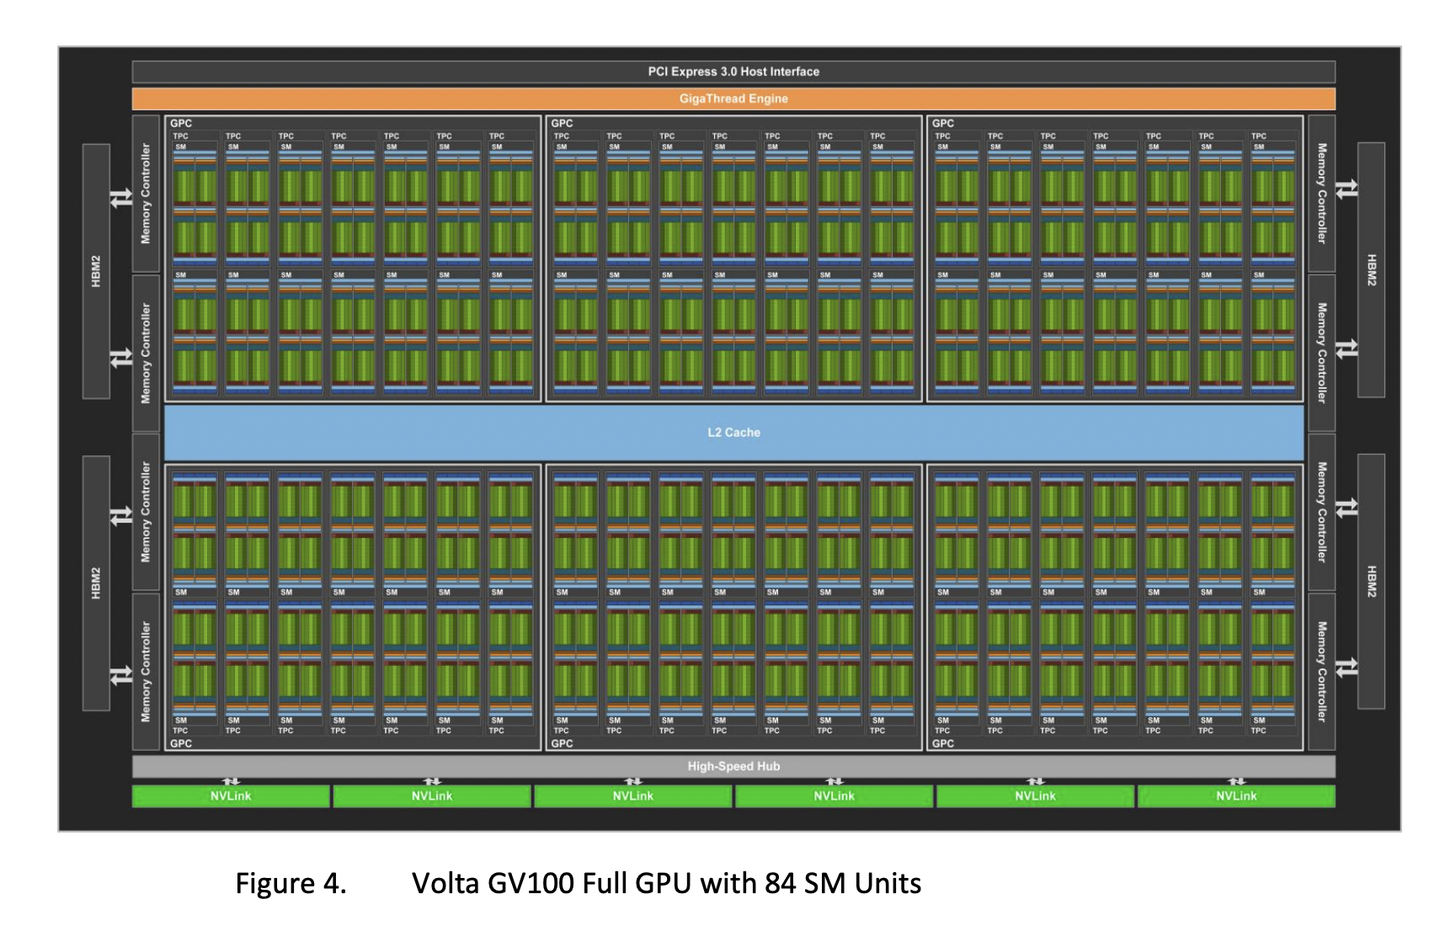 PCI Express 3.0 Host Interface
GigaThread Engine
GPC GPC GPC
TPC TPC TPC TPC TPC TPC TPC TPC TPC TPC TPC TPC TPC TPC TPC TPC TPC TPC TPC TPC TPC
SM SM SM SM SM SM SM SM SM SM SM SM SM SM SM SM SM SM SM SM SM
Memory Controller
Memory Controller
HBM2
HBM2
SM SM SM SM SM SM SM SM SM SM SM SM SM SM SM SM SM SM SM SM SM
Memory Controller
Memory Controller
L2 Cache
Memory Controller
Memory Controller
HBM2
HBM2
SM SM SM SM SM SM SM SM SM SM SM SM SM SM SM SM SM SM SM SM SM
Memory Controller
Memory Controller
SM SM SM SM SM SM SM SM SM SM SM SM SM SM SM SM SM SM SM SM SM
TPC TPC TPC TPC TPC TPC TPC TPC TPC TPC TPC TPC TPC TPC TPC TPC TPC TPC TPC TPC TPC
GPC GPC GPC
High-Speed Hub
NVLink NVLink NVLink NVLink NVLink NVLink
Figure 4. Volta GV100 Full GPU with 84 SM Units